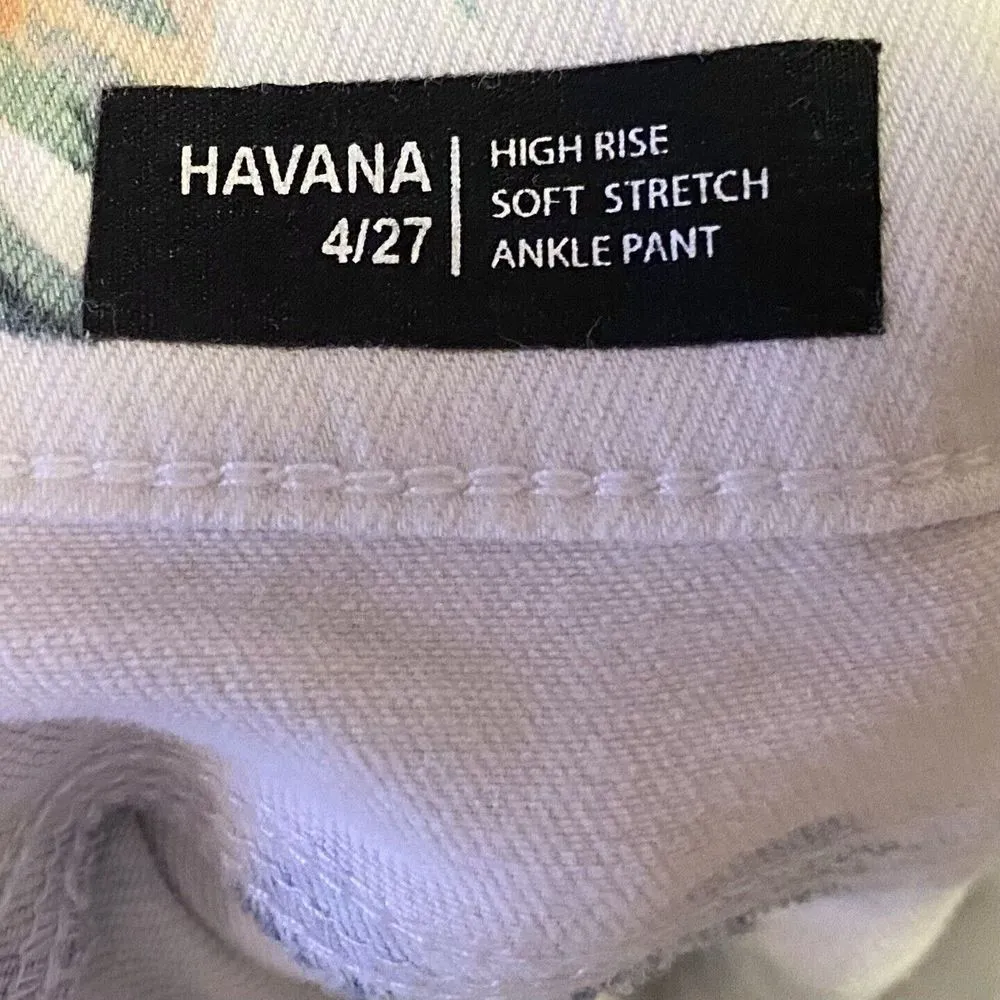 HAVANA
4/27
HIGH RISE
SOFT STRETCH
ANKLE PANT